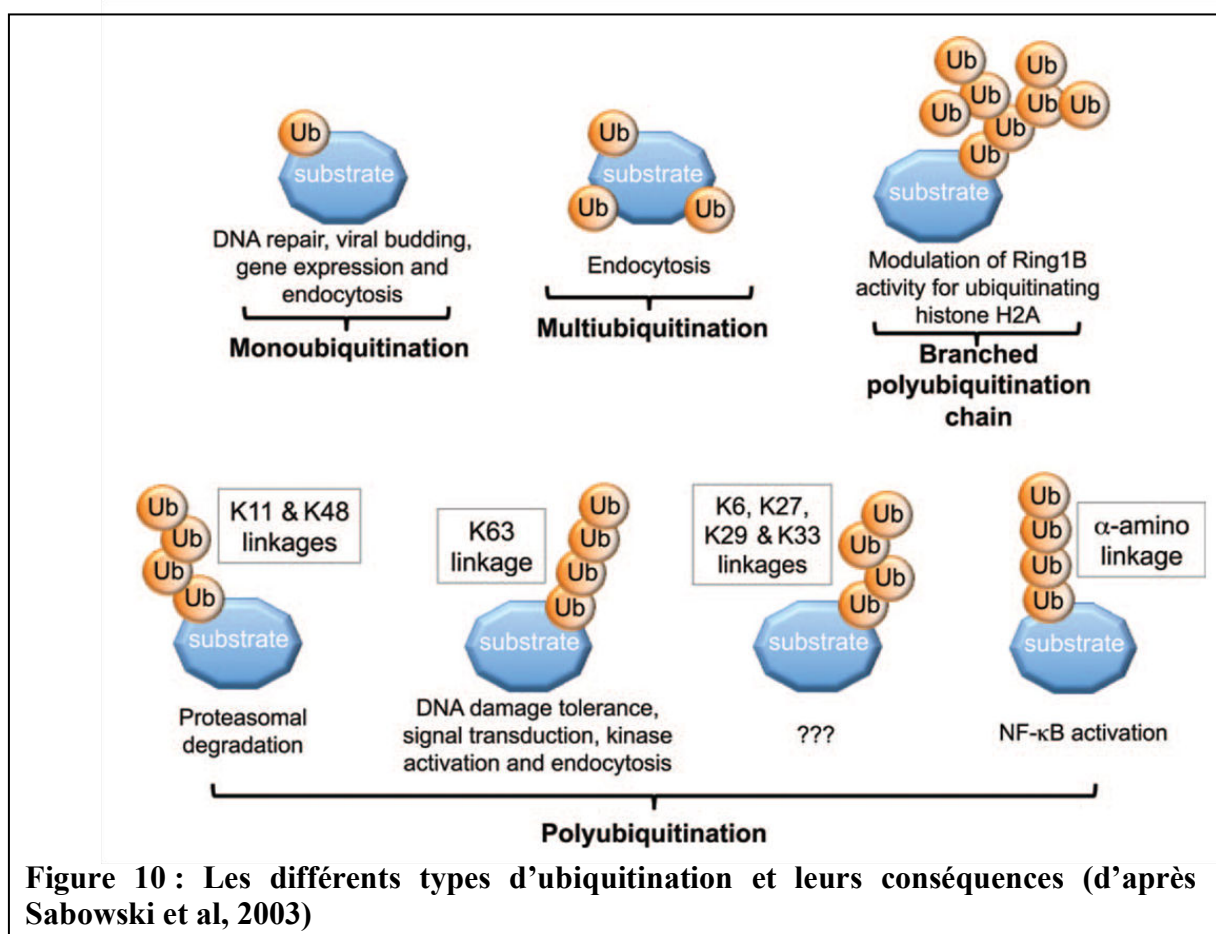 Ub
substrate
DNA repair, viral budding,
gene expression and
endocytosis
Monoubiquitination
Ub
substrate
Ub
Ub
Endocytosis
Multiubiquitination
Ub
Ub
Ub
Ub
Ub
Ub
Ub
Ub
Ub
substrate
Modulation of Ring1B
activity for ubiquitinating
histone H2A
Branched
polyubiquitination
chain
Ub
Ub
Ub
Ub
K11 & K48
linkages
substrate
Proteasomal
degradation
K63
linkage
Ub
Ub
Ub
Ub
substrate
DNA damage tolerance,
signal transduction, kinase
activation and endocytosis
K6, K27,
K29 & K33
linkages
Ub
Ub
Ub
Ub
substrate
???
Ub
Ub
Ub
Ub
α-amino
linkage
substrate
NF-κB activation
Polyubiquitination
Figure 10 : Les différents types d’ubiquitination et leurs conséquences (d’après
Sabowski et al, 2003)